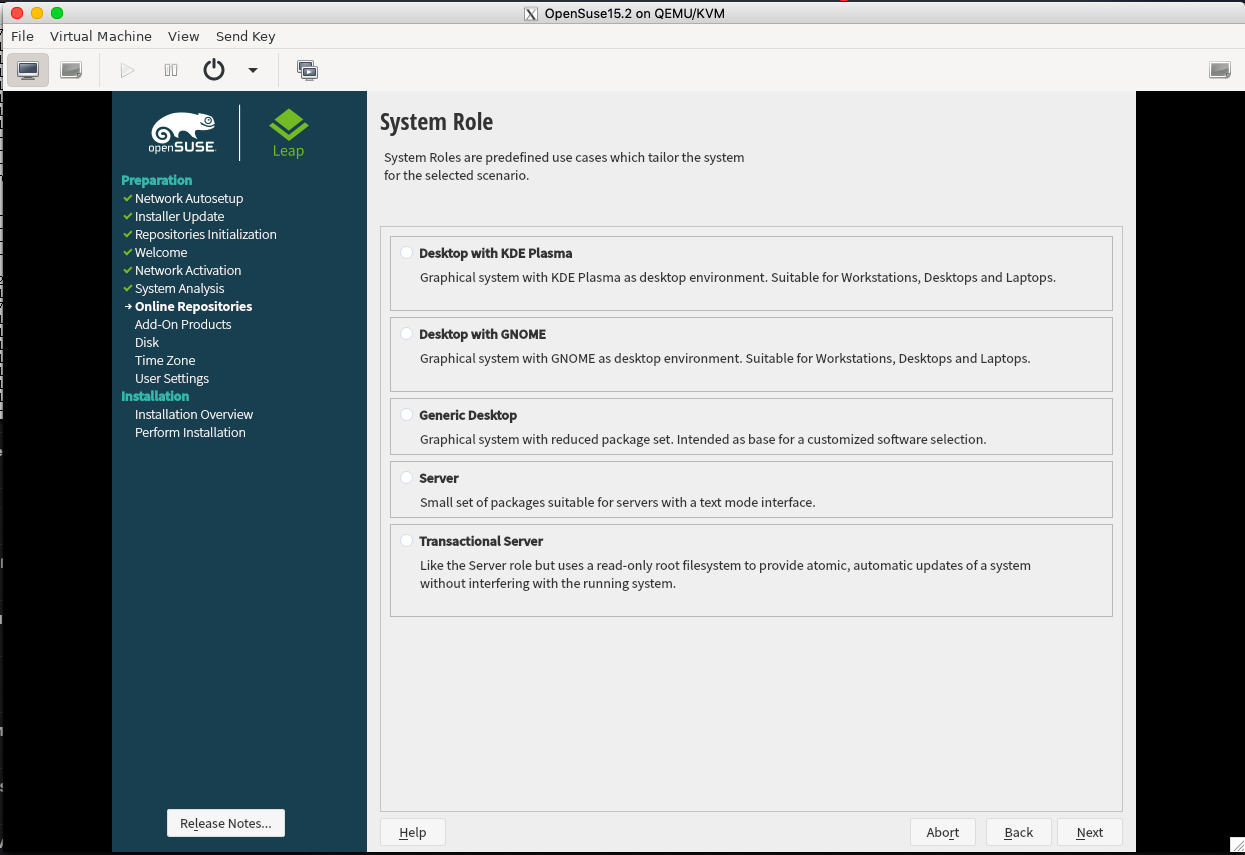 OpenSuse15.2 on QEMU/KVM
File Virtual Machine View Send Key
openSUSE
Leap
Preparation
Network Autosetup
Installer Update
Repositories Initialization
Welcome
Network Activation
System Analysis
Online Repositories
Add-On Products
Disk
Time Zone
User Settings
Installation
Installation Overview
Perform Installation
Release Notes...
System Role
System Roles are predefined use cases which tailor the system
for the selected scenario.
Desktop with KDE Plasma
Graphical system with KDE Plasma as desktop environment. Suitable for Workstations, Desktops and Laptops.
Desktop with GNOME
Graphical system with GNOME as desktop environment. Suitable for Workstations, Desktops and Laptops.
Generic Desktop
Graphical system with reduced package set. Intended as base for a customized software selection.
Server
Small set of packages suitable for servers with a text mode interface.
Transactional Server
Like the Server role but uses a read-only root filesystem to provide atomic, automatic updates of a system
without interfering with the running system.
Help Abort Back Next